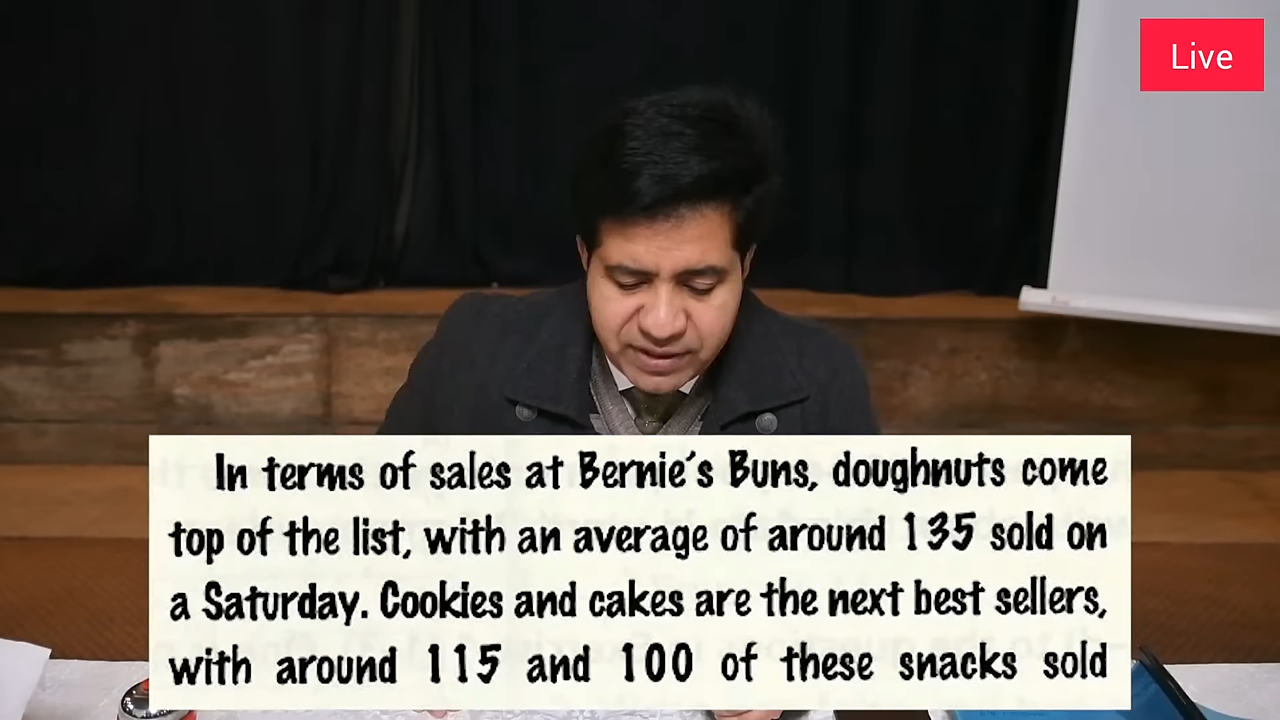 Live
In terms of sales at Bernie's Buns, doughnuts come
top of the list, with an average of around 135 sold on
a Saturday. Cookies and cakes are the next best sellers,
with around 115 and 100 of these snacks sold